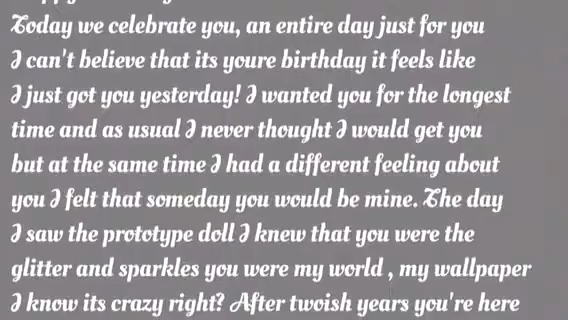 Today we celebrate you, an entire day just for you
I can't believe that its youre birthday it feels like
I just got you yesterday! I wanted you for the longest
time and as usual I never thought I would get you
but at the same time I had a different feeling about
you I felt that someday you would be mine. The day
I saw the prototype doll I knew that you were the
glitter and sparkles you were my world , my wallpaper
I know its crazy right? After twoish years you're here